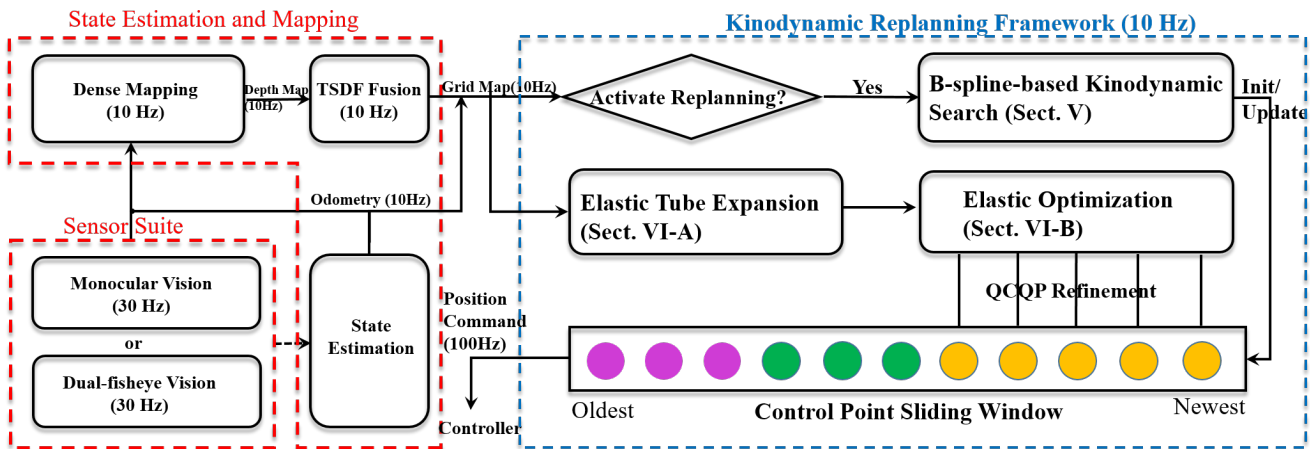 State Estimation and Mapping
Dense Mapping
(10 Hz)
Depth Map
(10Hz)
TSDF Fusion
(10 Hz)
Grid Map(10Hz)
Odometry (10Hz)
Sensor Suite
Monocular Vision
(30 Hz)
or
Dual-fisheye Vision
(30 Hz)
State
Estimation
Position
Command
(100Hz)
Controller
Kinodynamic Replanning Framework (10 Hz)
Activate Replanning?
Yes
B-spline-based Kinodynamic
Search (Sect. V)
Init/
Update
Elastic Tube Expansion
(Sect. VI-A)
Elastic Optimization
(Sect. VI-B)
QCQP Refinement
Oldest
Control Point Sliding Window
Newest